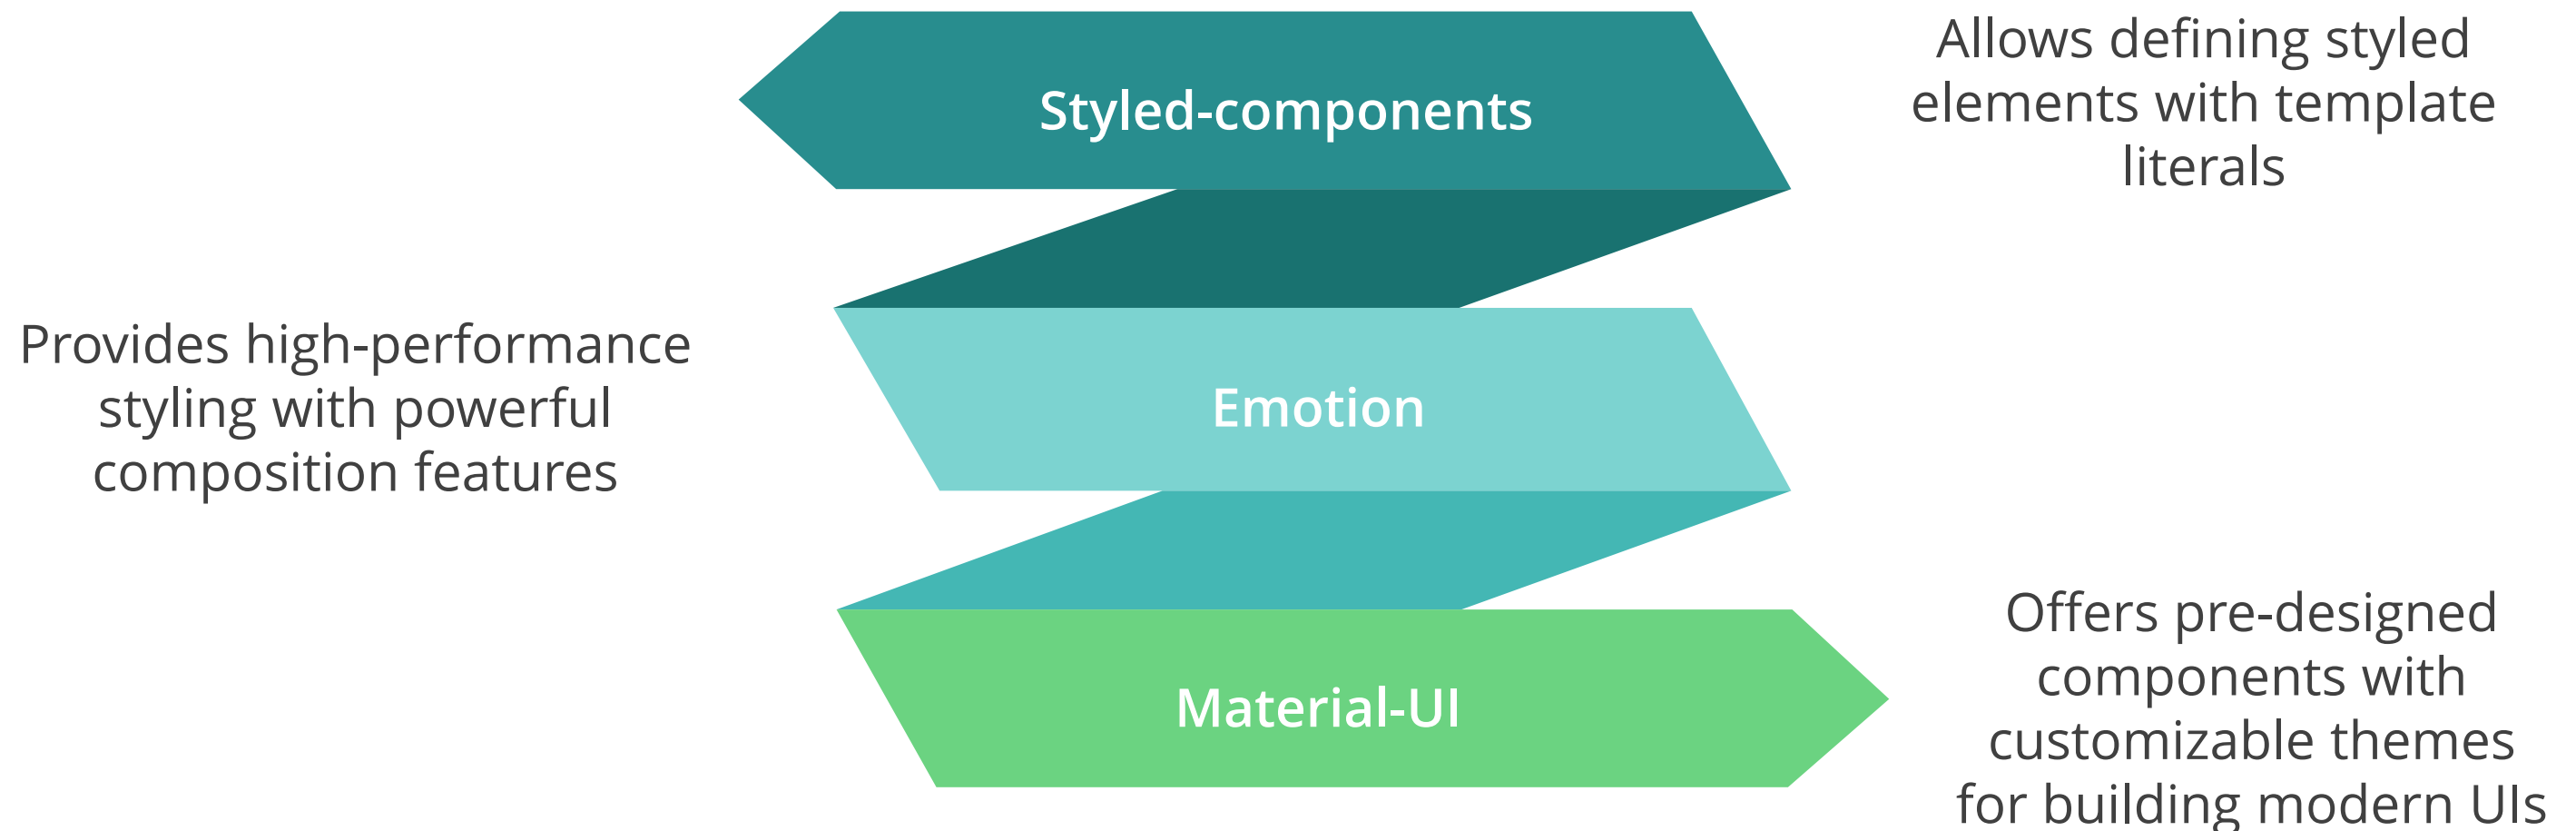 Styled-components
Allows defining styled
elements with template
literals
Provides high-performance
styling with powerful
composition features
Emotion
Material-UI
Offers pre-designed
components with
customizable themes
for building modern UIs